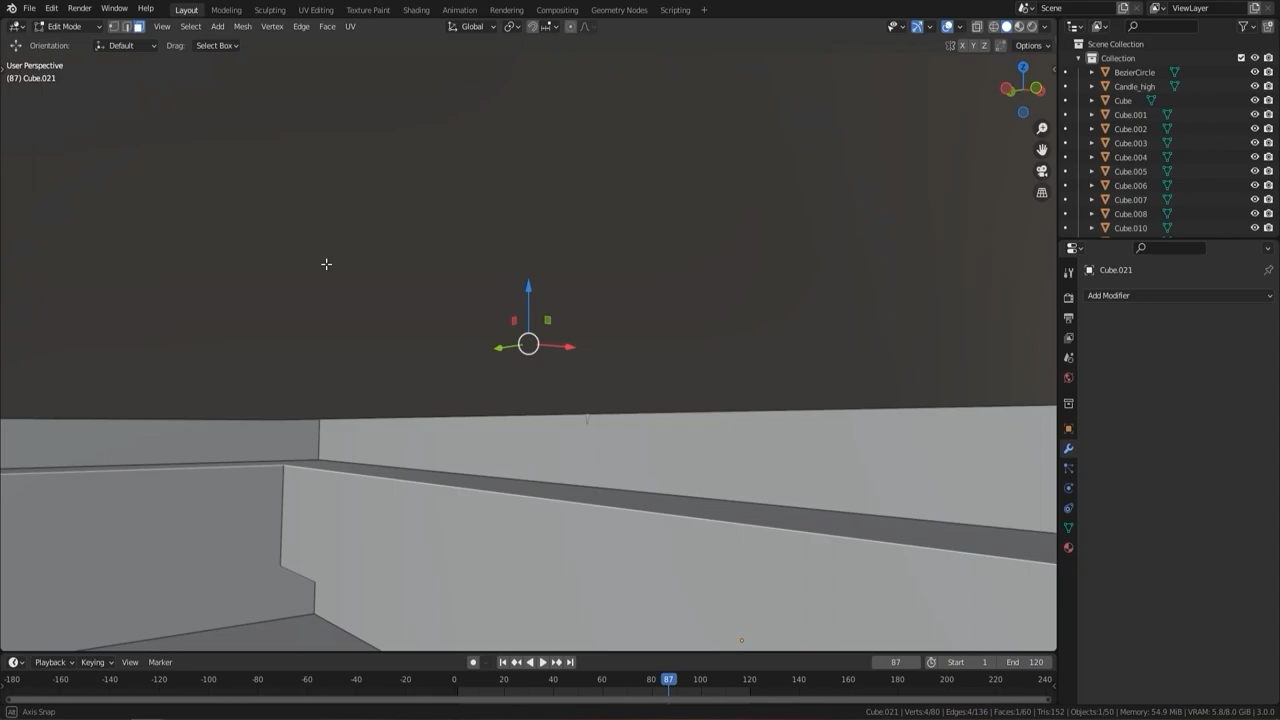 File Edit Render Window Help Layout Modeling Sculpting UV Editing Texture Paint Shading Animation Rendering Compositing Geometry Nodes Scripting + Scene ViewLayer
Edit Mode View Select Add Mesh Vertex Edge Face UV Global
Orientation: Default Drag: Select Box X Y Z Options
User Perspective
(87) Cube.021
Z
Scene Collection
Collection
BezierCircle
Candle_high
Cube
Cube.001
Cube.002
Cube.003
Cube.004
Cube.005
Cube.006
Cube.007
Cube.008
Cube.010
Cube.021
Add Modifier
Playback Keying View Marker 87 Start 1 End 120
-180 -160 -140 -120 -100 -80 -60 -40 -20 0 20 40 60 80 87 100 120 140 160 180 200 220 240
Alt Axis Snap Cube.021 | Verts:4/80 | Edges:4/136 | Faces:1/60 | Tris:152 | Objects:1/50 | Memory: 54.9 MiB | VRAM: 5.8/8.0 GiB | 3.0.0